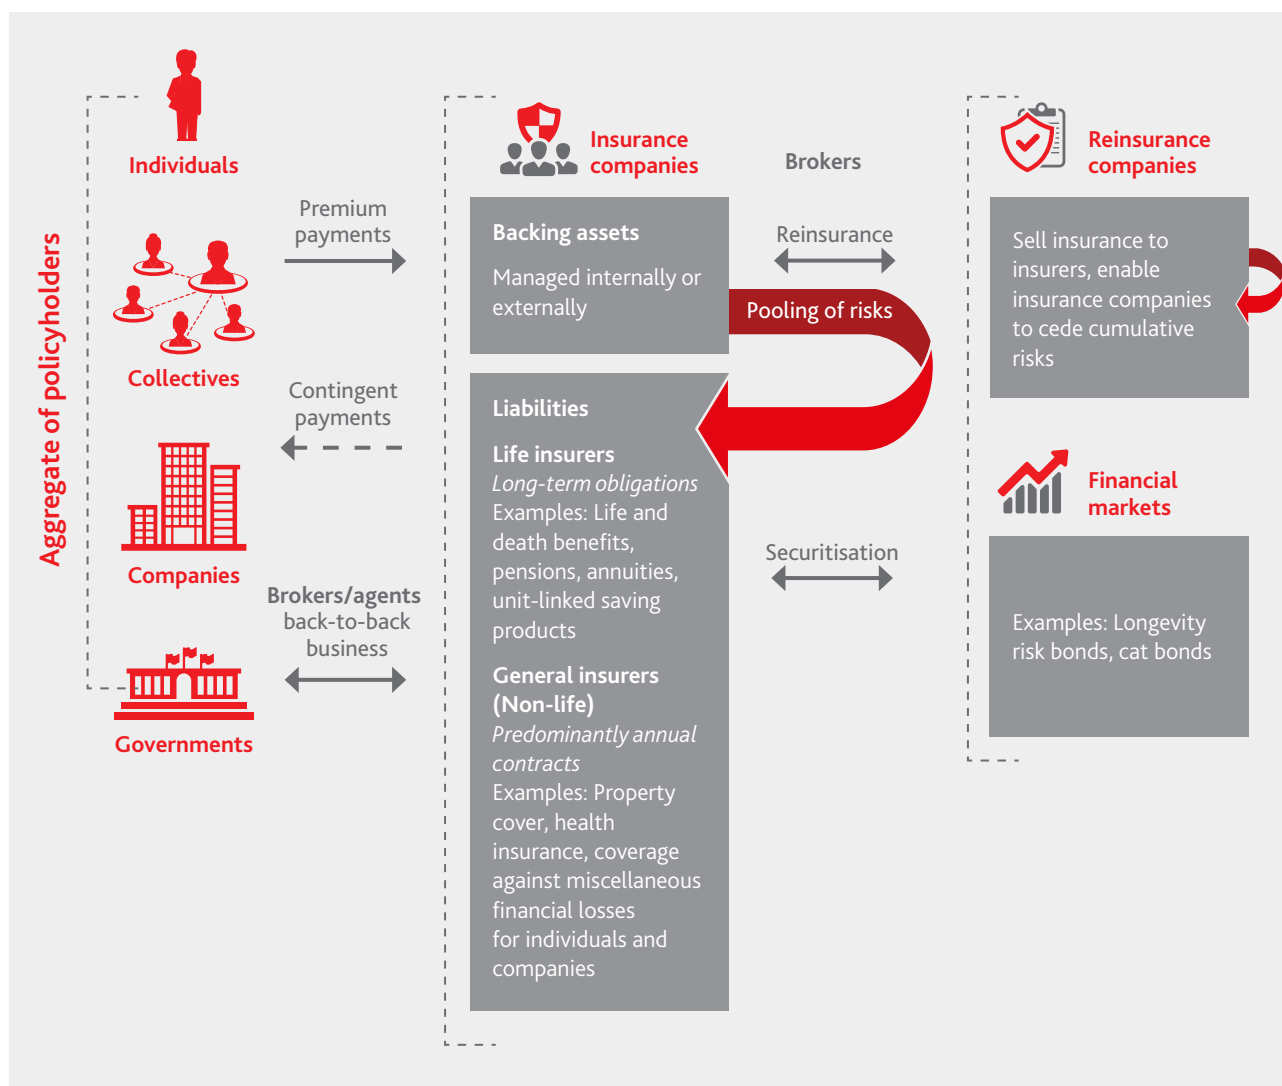 Aggregate of policyholders
Individuals
Collectives
Companies
Governments
Premium
payments
Contingent
payments
Brokers/agents
back-to-back
business
Insurance
companies
Backing assets
Managed internally or
externally
Liabilities
Life insurers
Long-term obligations
Examples: Life and
death benefits,
pensions, annuities,
unit-linked saving
products
General insurers
(Non-life)
Predominantly annual
contracts
Examples: Property
cover, health
insurance, coverage
against miscellaneous
financial losses
for individuals and
companies
Brokers
Reinsurance
Pooling of risks
Securitisation
Reinsurance
companies
Sell insurance to
insurers, enable
insurance companies
to cede cumulative
risks
Financial
markets
Examples: Longevity
risk bonds, cat bonds